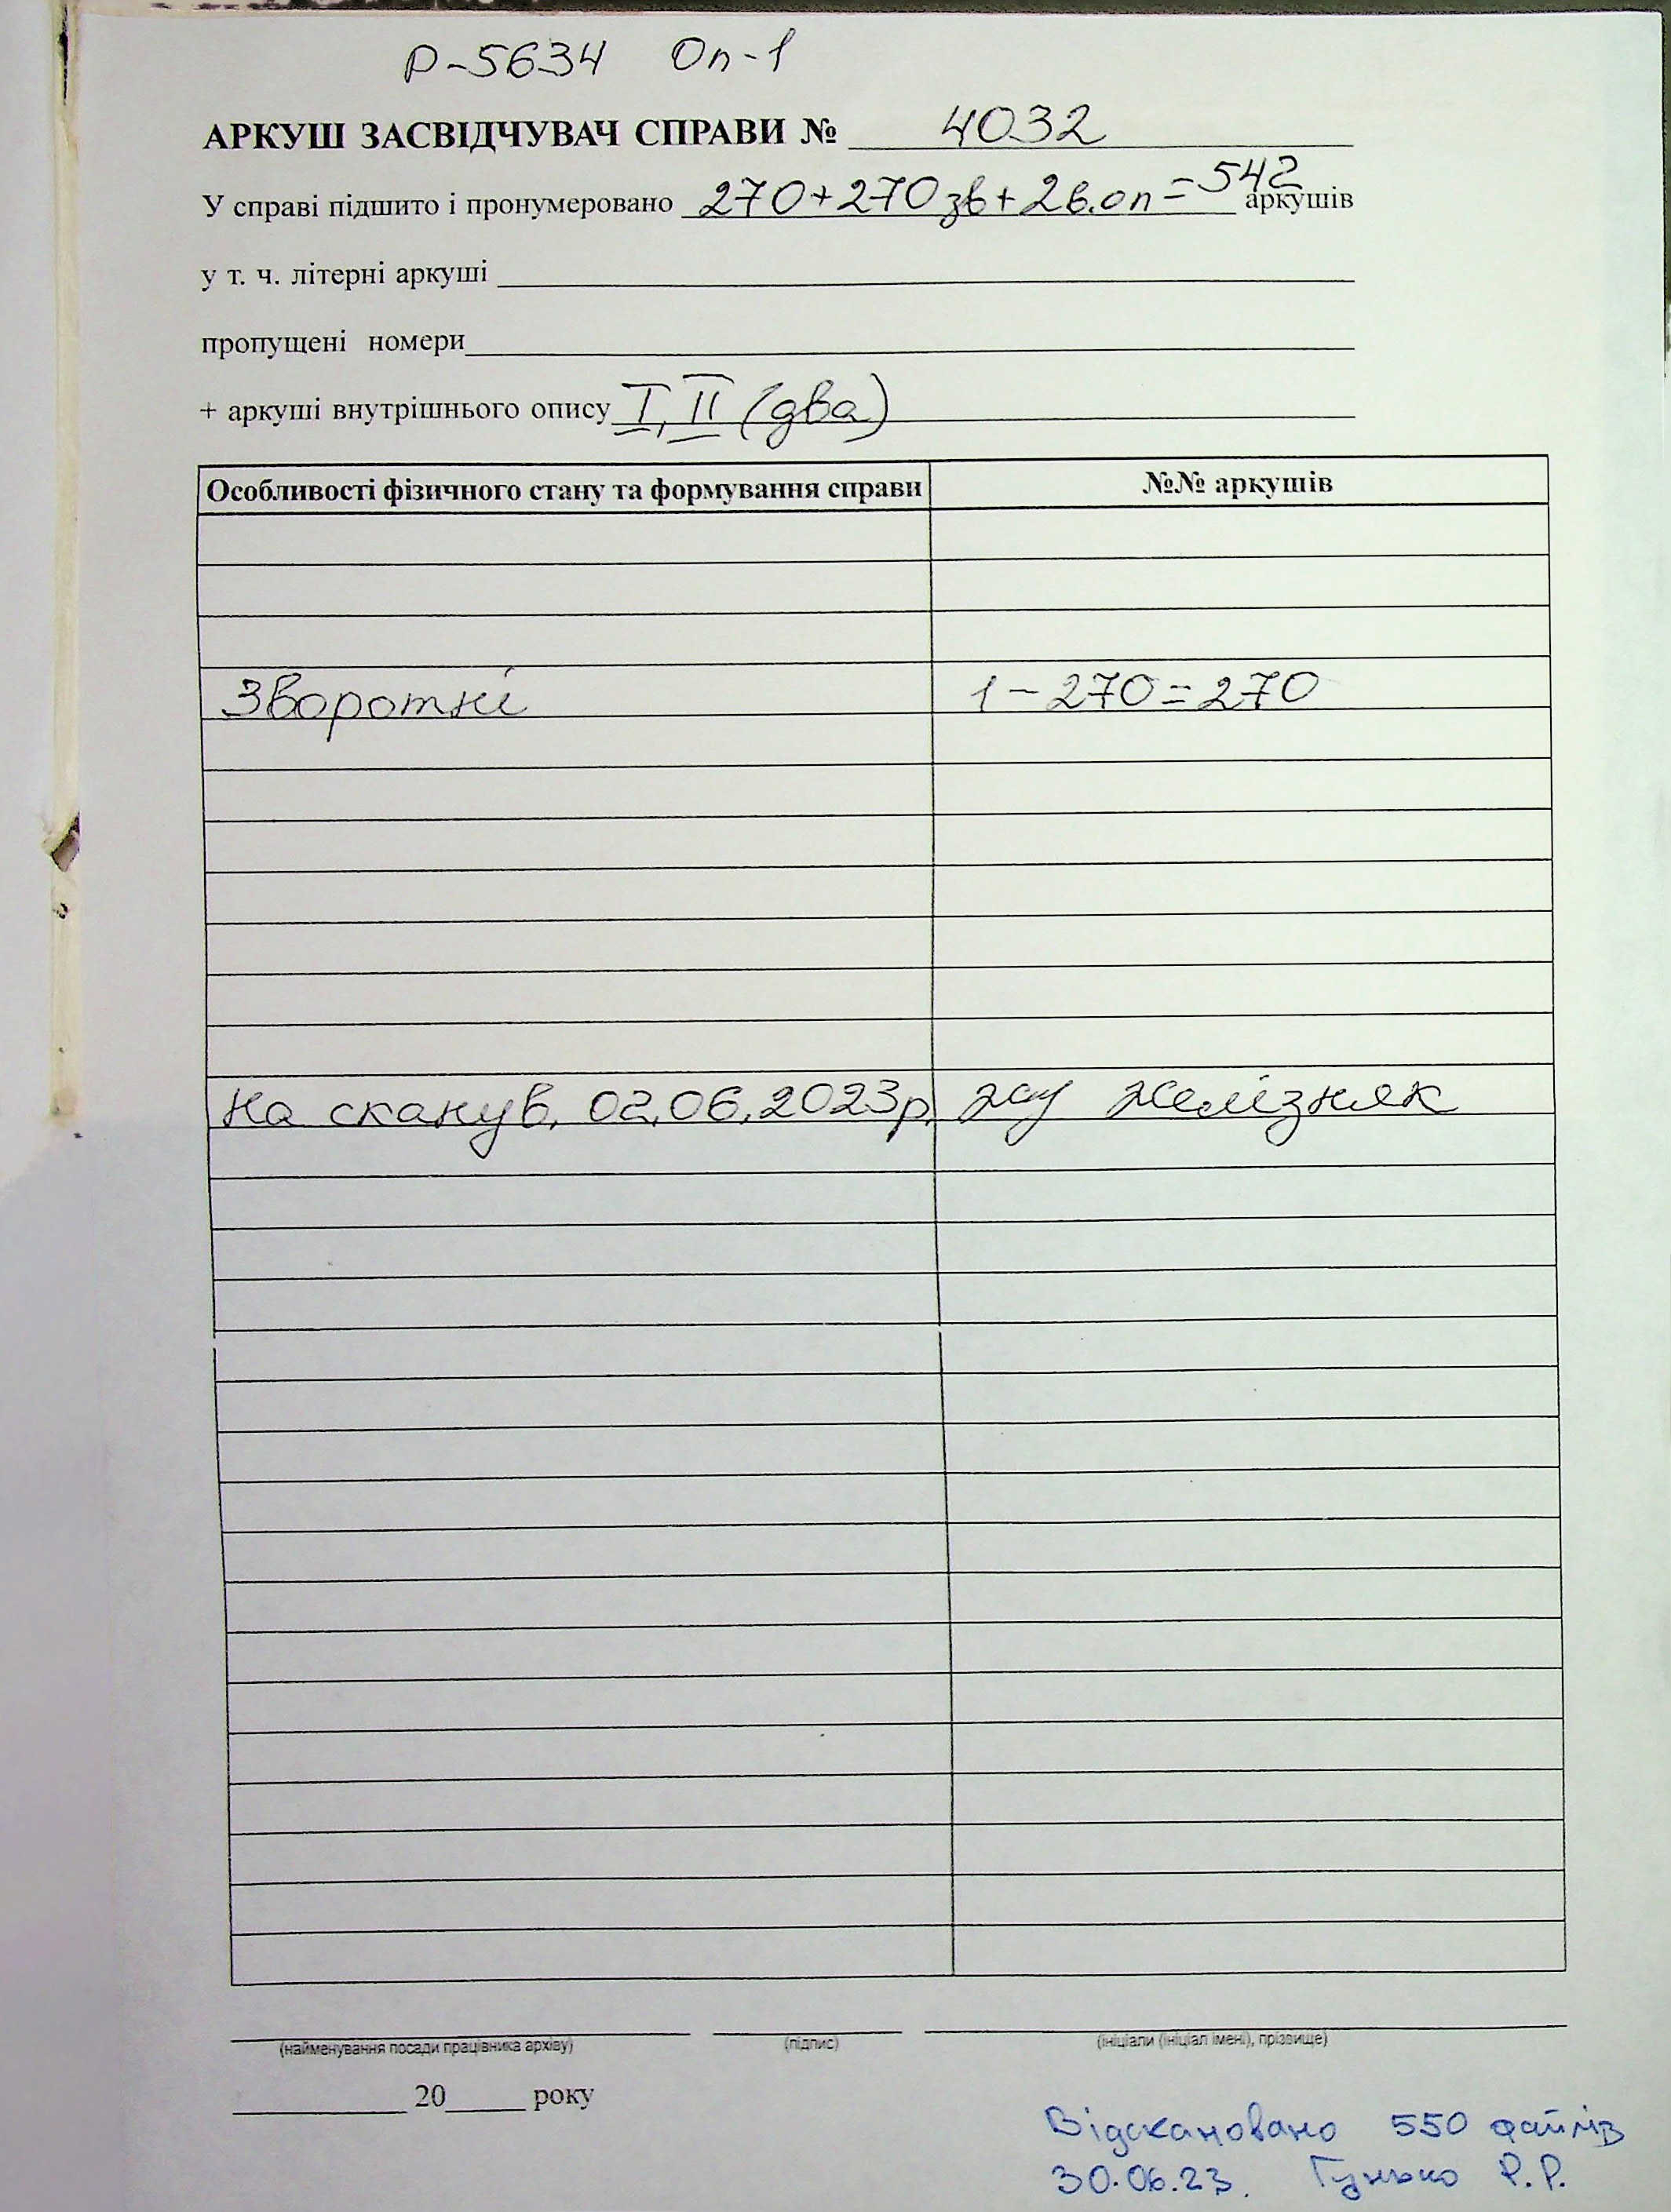 Р-5634 Оп-1
АРКУШ ЗАСВІДЧУВАЧ СПРАВИ № 4032
У справі підшито і пронумеровано 270+270зв+2в.оп=542 аркушів
у т. ч. літерні аркуші
пропущені номери
+ аркуші внутрішнього опису I, II (два)
Особливості фізичного стану та формування справи №№ аркушів
Зворотні 1-270=270
На сканув. 02.06.2023р. Желізняк
(найменування посади працівника архіву) (підпис) (ініціали (ініціал імені), прізвище)
20 року
Відскановано 550 файлів
30.06.23. Гунько Р.Р.